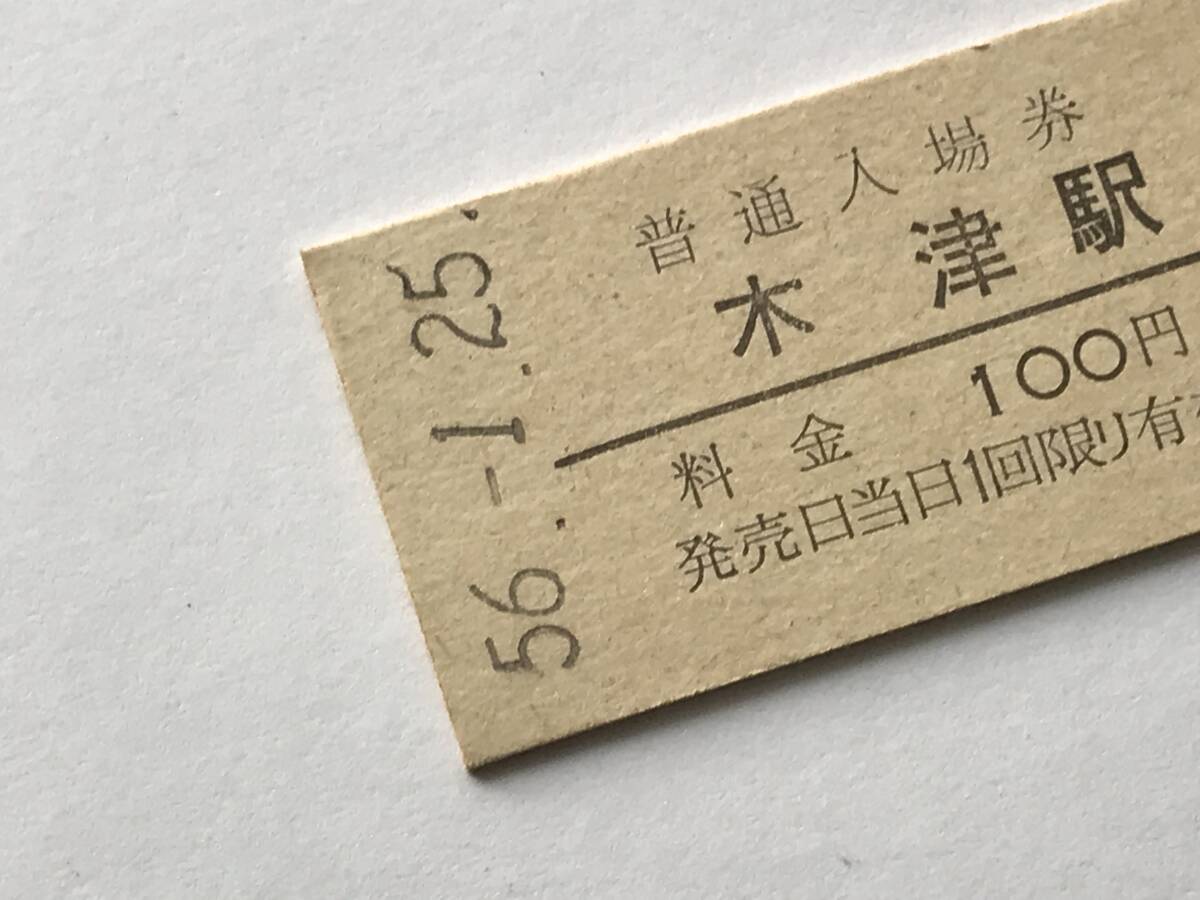 56.-1.25.
普通入場券
木津駅
料金 100円
発売日当日1回限り有